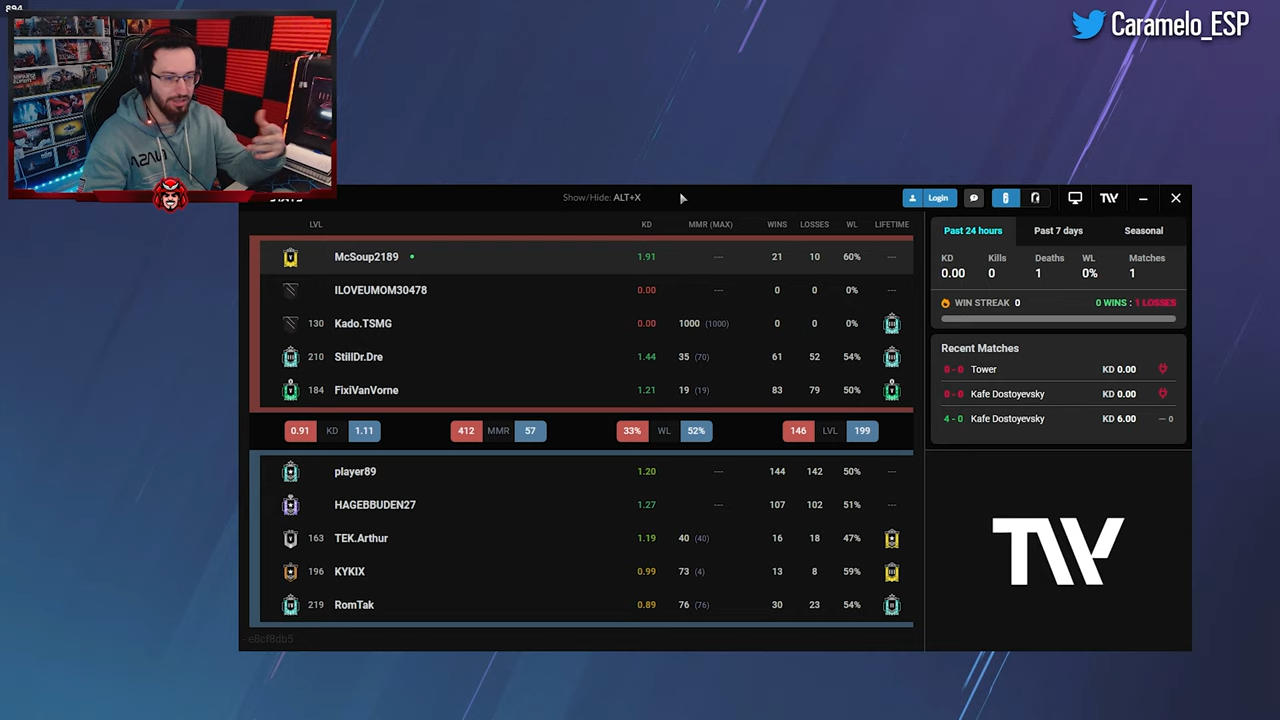 894
Caramelo_ESP
STATS
Show/Hide: ALT+X
Login
TW
LVL KD MMR (MAX) WINS LOSSES WL LIFETIME
McSoup2189 1.91 --- 21 10 60% ---
ILOVEUMOM30478 0.00 --- 0 0 0% ---
130 Kado.TSMG 0.00 1000 (1000) 0 0 0%
210 StillDr.Dre 1.44 35 (70) 61 52 54%
184 FixiVanVorne 1.21 19 (19) 83 79 50%
0.91 KD 1.11 412 MMR 57 33% WL 52% 146 LVL 199
player89 1.20 --- 144 142 50% ---
HAGEBBUDEN27 1.27 --- 107 102 51% ---
163 TEK.Arthur 1.19 40 (40) 16 18 47%
196 KYKIX 0.99 73 (4) 13 8 59%
219 RomTak 0.89 76 (76) 30 23 54%
- e8cf8db5
Past 24 hours Past 7 days Seasonal
KD Kills Deaths WL Matches
0.00 0 1 0% 1
WIN STREAK 0 0 WINS : 1 LOSSES
Recent Matches
0 - 0 Tower KD 0.00
0 - 0 Kafe Dostoyevsky KD 0.00
4 - 0 Kafe Dostoyevsky KD 6.00 — 0
TW